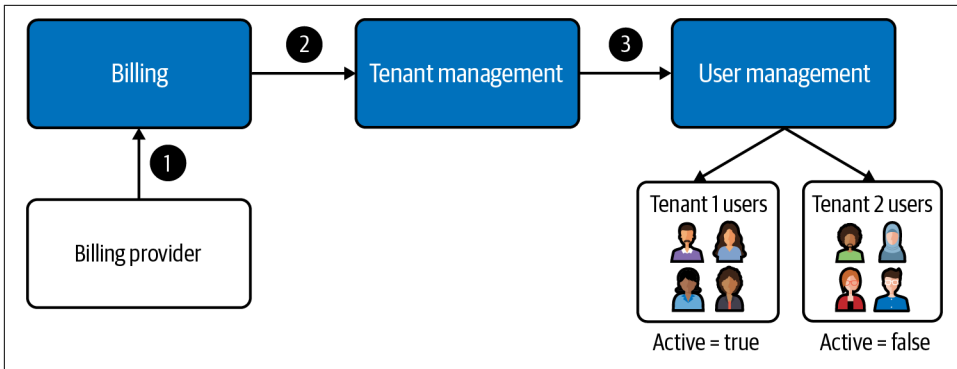 Billing
2
Tenant management
3
User management
1
Billing provider
Tenant 1 users
Tenant 2 users
Active = true
Active = false